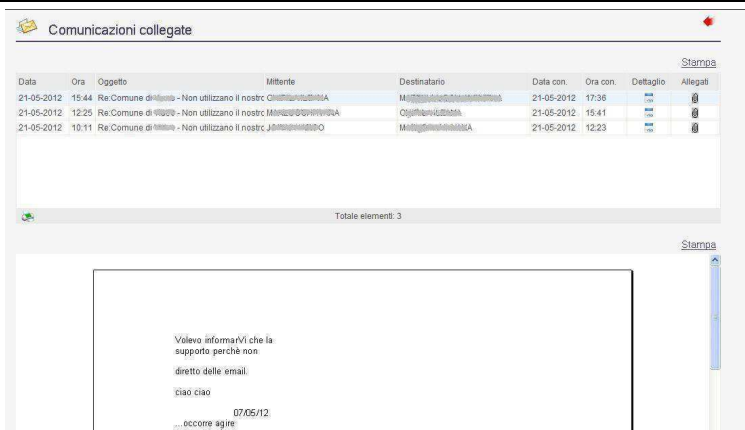 Comunicazioni collegate
Stampa
Data Ora Oggetto Mittente Destinatario Data con. Ora con. Dettaglio Allegati
21-05-2012 15:44 Re:Comune di - Non utilizzano il nostro 21-05-2012 17:36
21-05-2012 12:25 Re:Comune di - Non utilizzano il nostro 21-05-2012 15:41
21-05-2012 10:11 Re:Comune di - Non utilizzano il nostro 21-05-2012 12:23
Totale elementi: 3
Stampa
Volevo informarVi che la
supporto perchè non
diretto delle email.
ciao ciao
07/05/12
...occorre agire